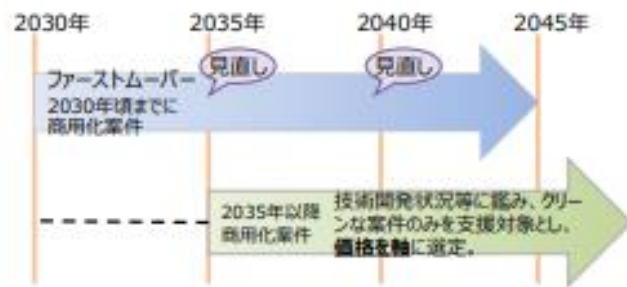 2030年 2035年 2040年 2045年
ファーストムーバー 見直し 見直し
2030年頃までに
商用化案件
2035年以降
商用化案件
技術開発状況等に鑑み、クリー
ンな案件のみを支援対象とし、
価格を軸に選定。